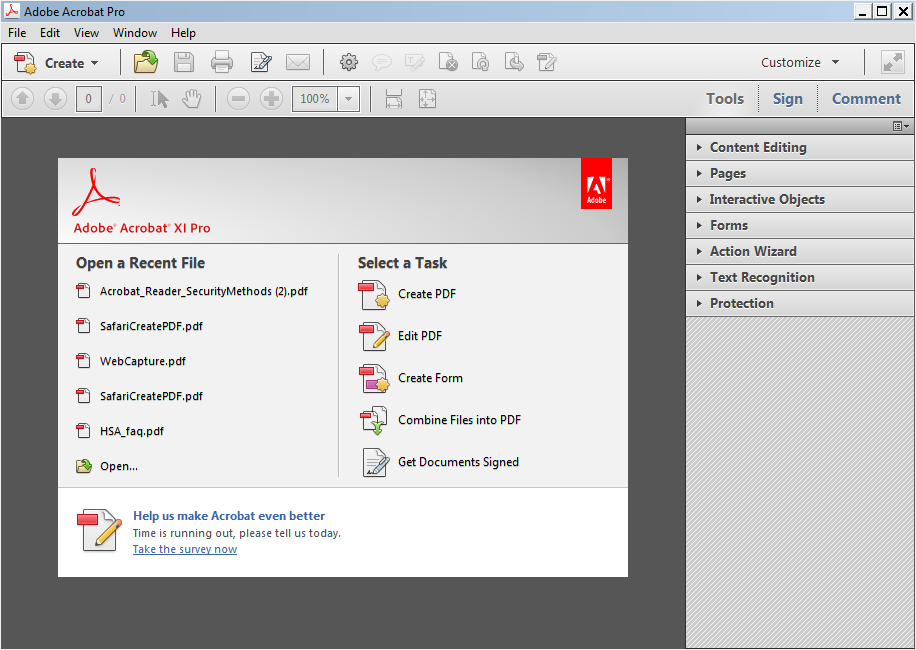 Adobe Acrobat Pro
File Edit View Window Help
Create Customize
0 / 0 100% Tools Sign Comment
Adobe® Acrobat® XI Pro
Adobe
Open a Recent File
Acrobat_Reader_SecurityMethods (2).pdf
SafariCreatePDF.pdf
WebCapture.pdf
SafariCreatePDF.pdf
HSA_faq.pdf
Open...
Select a Task
Create PDF
Edit PDF
Create Form
Combine Files into PDF
Get Documents Signed
Help us make Acrobat even better
Time is running out, please tell us today.
Take the survey now
Content Editing
Pages
Interactive Objects
Forms
Action Wizard
Text Recognition
Protection